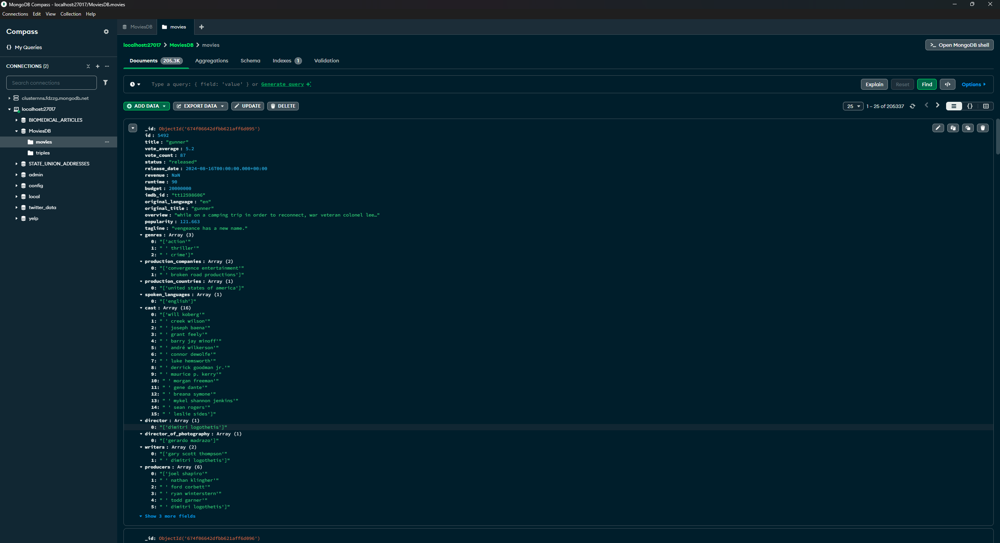 MongoDB Compass - localhost:27017/MoviesDB.movies
Connections Edit View Collection Help
Compass
{} My Queries
CONNECTIONS (2)
Search connections
clusternns.fdzzg.mongodb.net
localhost:27017
BIOMEDICAL_ARTICLES
MoviesDB
movies
triples
STATE_UNION_ADDRESSES
admin
config
local
twitter_data
yelp
MoviesDB movies
localhost:27017 > MoviesDB > movies
Open MongoDB shell
Documents 205.3K Aggregations Schema Indexes 1 Validation
Type a query: { field: 'value' } or Generate query
Explain Reset Find </> Options
ADD DATA EXPORT DATA UPDATE DELETE
25 1 – 25 of 205337 {}
_id: ObjectId('674f06642dfbb621aff6d095')
id : 5492
title : "gunner"
vote_average : 5.2
vote_count : 87
status : "released"
release_date : 2024-08-16T00:00:00.000+00:00
revenue : NaN
runtime : 90
budget : 20000000
imdb_id : "tt12598606"
original_language : "en"
original_title : "gunner"
overview : "while on a camping trip in order to reconnect, war veteran colonel lee…"
popularity : 121.663
tagline : "vengeance has a new name."
genres : Array (3)
0: "['action'"
1: " ' thriller'"
2: " ' crime']"
production_companies : Array (2)
0: "['convergence entertainment'"
1: " ' broken road productions']"
production_countries : Array (1)
0: "['united states of america']"
spoken_languages : Array (1)
0: "['english']"
cast : Array (16)
0: "['will koberg'"
1: " ' creek wilson'"
2: " ' joseph baena'"
3: " ' grant feely'"
4: " ' barry jay minoff'"
5: " ' andré wilkerson'"
6: " ' connor dewolfe'"
7: " ' luke hemsworth'"
8: " ' derrick goodman jr.'"
9: " ' maurice p. kerry'"
10: " ' morgan freeman'"
11: " ' gene dante'"
12: " ' breana symone'"
13: " ' mykel shannon jenkins'"
14: " ' sean rogers'"
15: " ' leslie sides']"
director : Array (1)
0: "['dimitri logothetis']"
director_of_photography : Array (1)
0: "['gerardo madrazo']"
writers : Array (2)
0: "['gary scott thompson'"
1: " ' dimitri logothetis']"
producers : Array (6)
0: "['joel shapiro'"
1: " ' nathan klingher'"
2: " ' ford corbett'"
3: " ' ryan winterstern'"
4: " ' todd garner'"
5: " ' dimitri logothetis']"
Show 3 more fields
_id: ObjectId('674f06642dfbb621aff6d096')